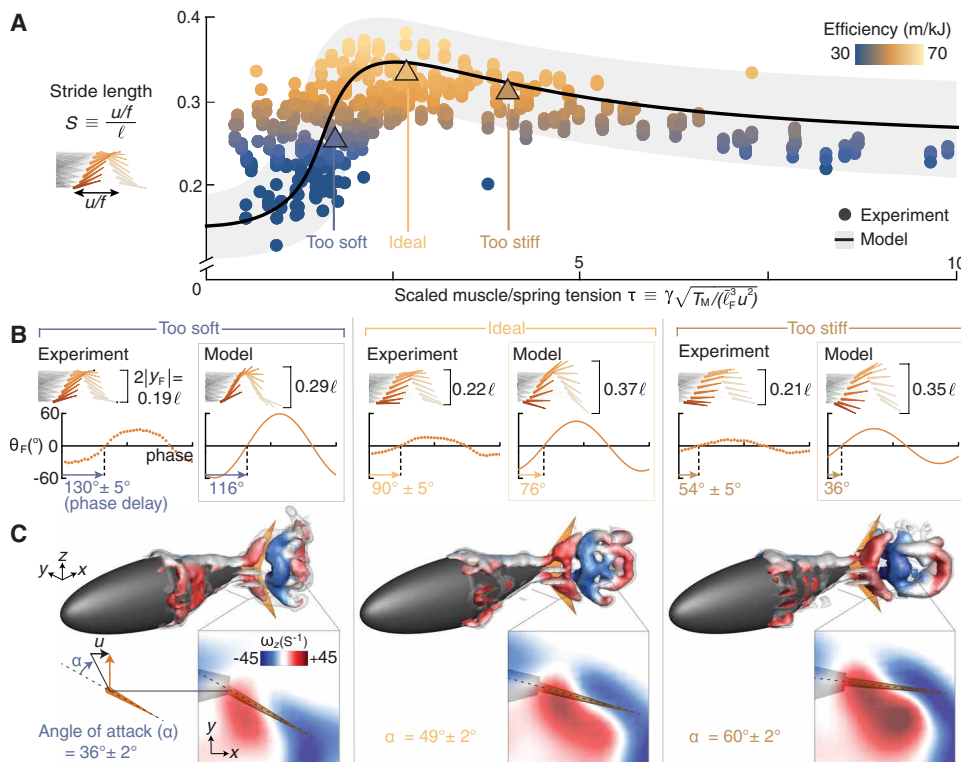 A
0.4
0.3
0.2
Efficiency (m/kJ)
30 70
Stride length
S ≡ u/f / ℓ
u/f
Too soft
Ideal
Too stiff
Experiment
Model
0
5
10
Scaled muscle/spring tension τ ≡ γ√T_M/(ℓ̄_F³u²)
B
Too soft
Ideal
Too stiff
Experiment
Model
Experiment
Model
Experiment
Model
2|y_F|=
0.19ℓ
0.29ℓ
0.22ℓ
0.37ℓ
0.21ℓ
0.35ℓ
60
θ_F(°) 0
-60
phase
130°± 5°
(phase delay)
116°
90° ± 5°
76°
54° ± 5°
36°
C
z
y x
u
α
ω_z(S⁻¹)
-45 +45
y
x
Angle of attack (α)
= 36°± 2°
α = 49°± 2°
α = 60°± 2°